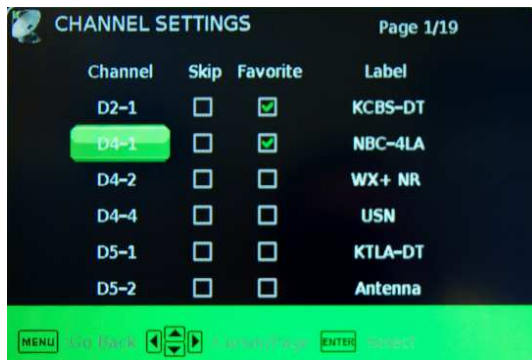 CHANNEL SETTINGS Page 1/19
Channel Skip Favorite Label
D2-1 KCBS-DT
D4-1 NBC-4LA
D4-2 WX+ NR
D4-4 USN
D5-1 KTLA-DT
D5-2 Antenna
MENU Go Back ENTER Select